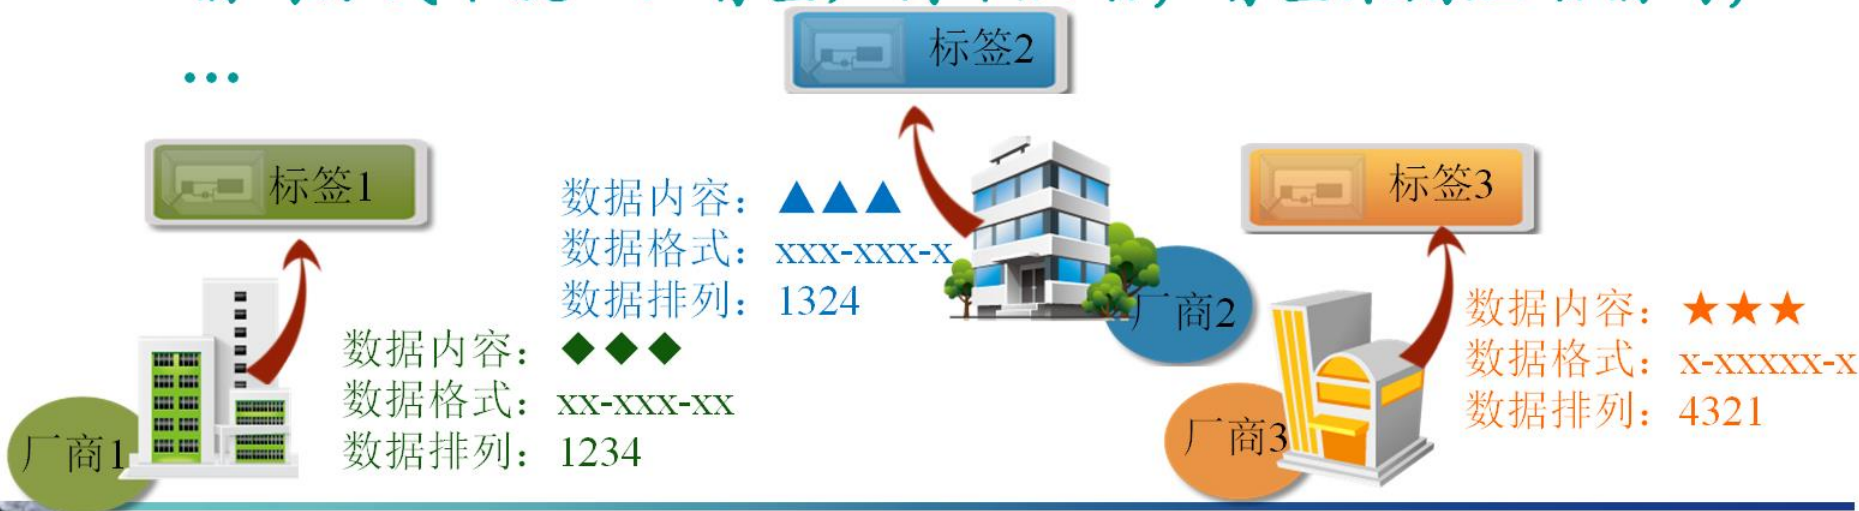 …
标签2
标签1
标签3
数据内容：▲▲▲
数据格式：xxx-xxx-x
数据排列：1324
厂商2
数据内容：◆◆◆
数据格式：xx-xxx-xx
数据排列：1234
厂商1
数据内容：★★★
数据格式：x-xxxxx-x
数据排列：4321
厂商3